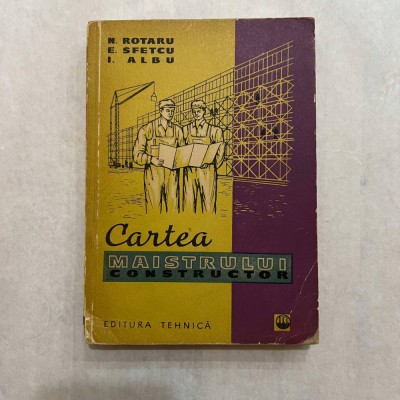 N. ROTARU
E. SFETCU
I. ALBU
Cartea
MAISTRULUI
CONSTRUCTOR
EDITURA TEHNICĂ